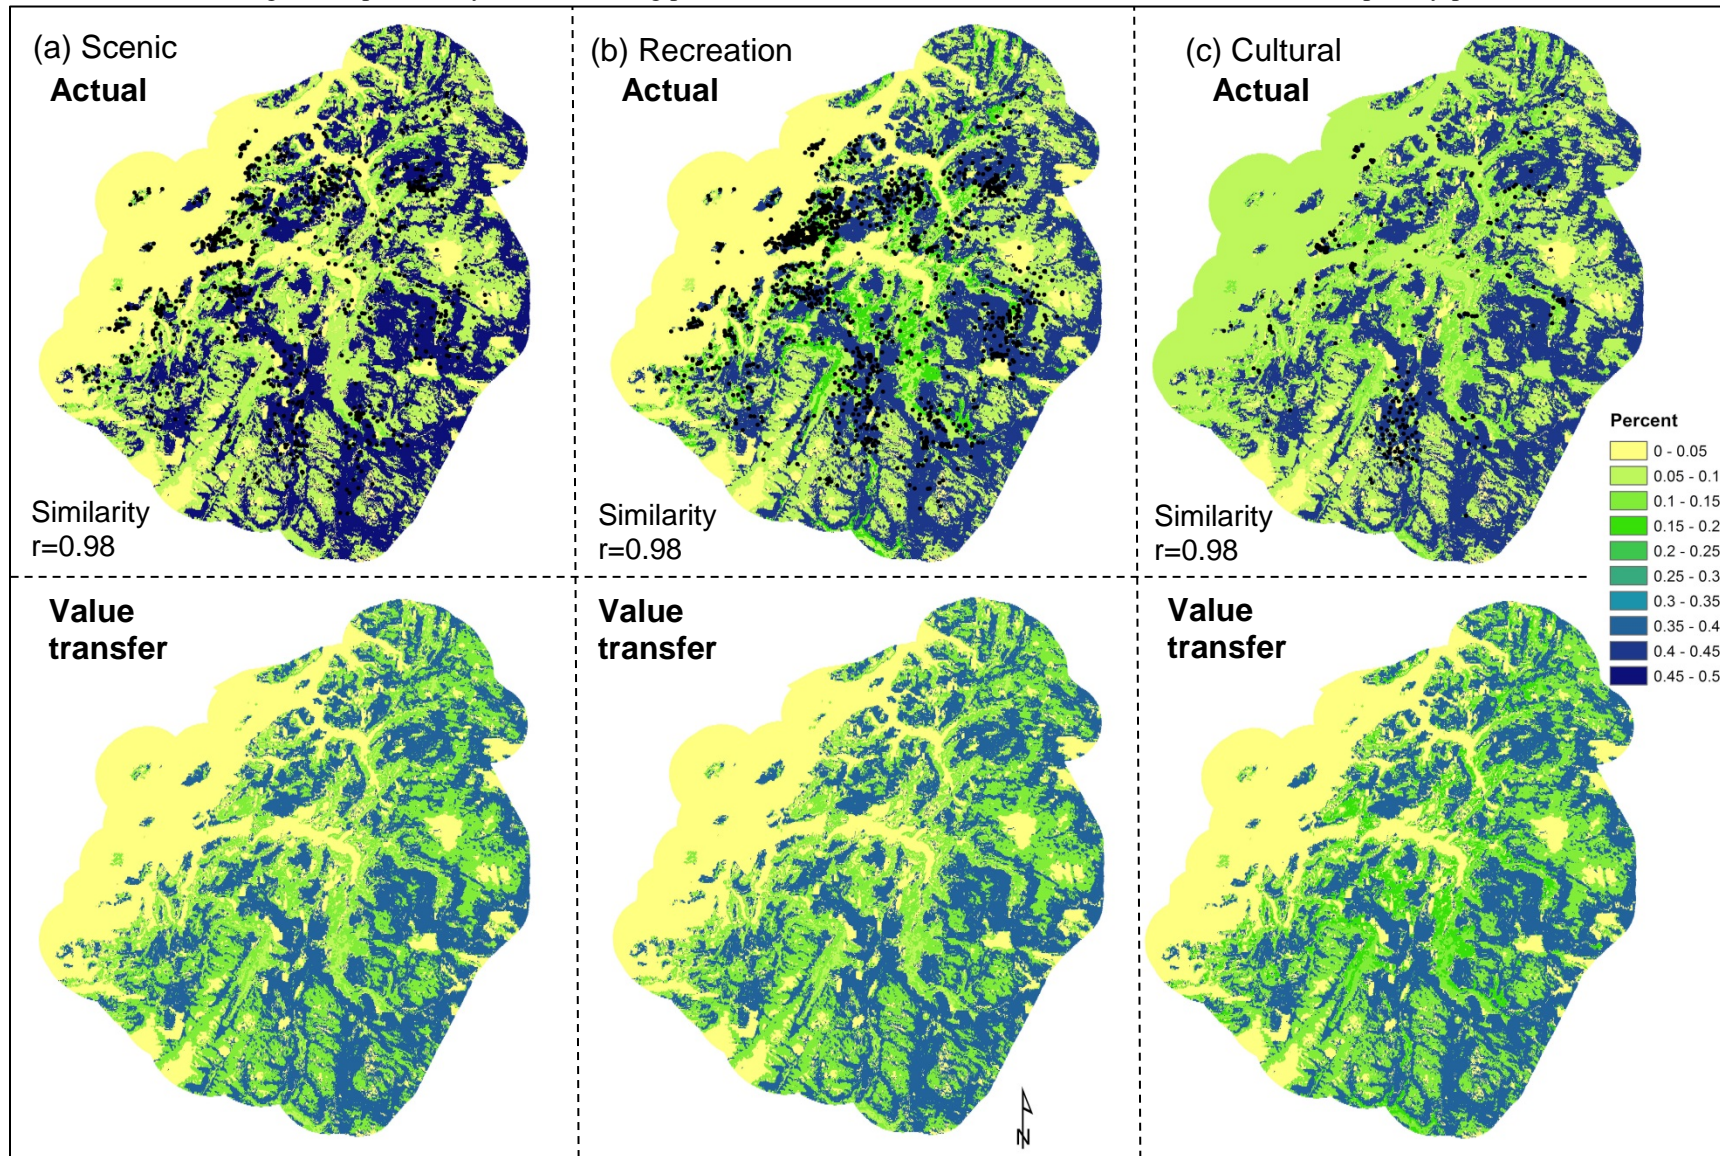 (a) Scenic
Actual
(b) Recreation
Actual
(c) Cultural
Actual
Similarity
r=0.98
Similarity
r=0.98
Similarity
r=0.98
Percent
0 - 0.05
0.05 - 0.1
0.1 - 0.15
0.15 - 0.2
0.2 - 0.25
0.25 - 0.3
0.3 - 0.35
0.35 - 0.4
0.4 - 0.45
0.45 - 0.5
Value
transfer
Value
transfer
Value
transfer
N